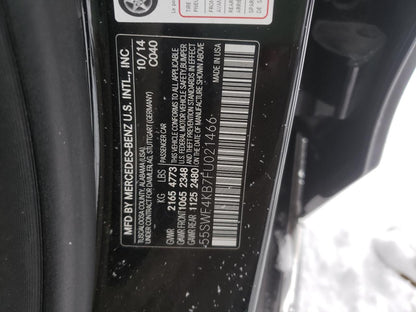 MFD BY MERCEDES-BENZ U.S. INTL., INC
TUSCALOOSA COUNTY, ALABAMA (USA)
UNDER CONTRACT FOR DAIMLER AG, STUTTGART (GERMANY)
10/14
C040
PASSENGER CAR
KG LBS
GVWR 2165 4773
GAWR FRONT 1065 2348
GAWR REAR 1125 2480
THIS VEHICLE CONFORMS TO ALL APPLICABLE
U.S. FEDERAL MOTOR VEHICLE SAFETY, BUMPER
AND THEFT PREVENTION STANDARDS IN EFFECT
ON THE DATE OF MANUFACTURE SHOWN ABOVE
55SWF4KB7FU021466